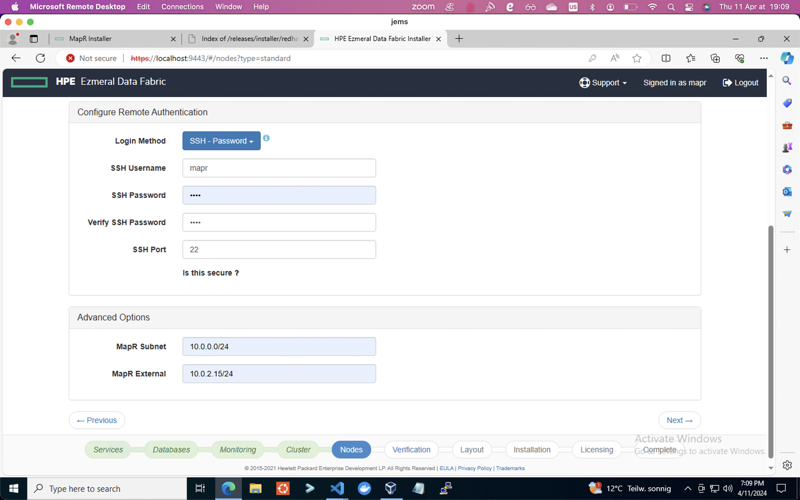 Microsoft Remote Desktop Edit Connections Window Help zoom US Thu 11 Apr at 19:09
jems
MapR Installer Index of /releases/installer/redha HPE Ezmeral Data Fabric Installer
Not secure https://localhost:9443/#/nodes?type=standard
HPE Ezmeral Data Fabric Support Signed in as mapr Logout
Configure Remote Authentication
Login Method SSH - Password
SSH Username mapr
SSH Password ••••
Verify SSH Password ••••
SSH Port 22
Is this secure ?
Advanced Options
MapR Subnet 10.0.0.0/24
MapR External 10.0.2.15/24
← Previous Next →
Activate Windows
Go to Settings to activate Windows.
Services Databases Monitoring Cluster Nodes Verification Layout Installation Licensing Complete
© 2015-2021 Hewlett Packard Enterprise Development LP. All Rights Reserved | EULA | Privacy Policy | Trademarks
Type here to search 12°C Teilw. sonnig 7:09 PM
4/11/2024